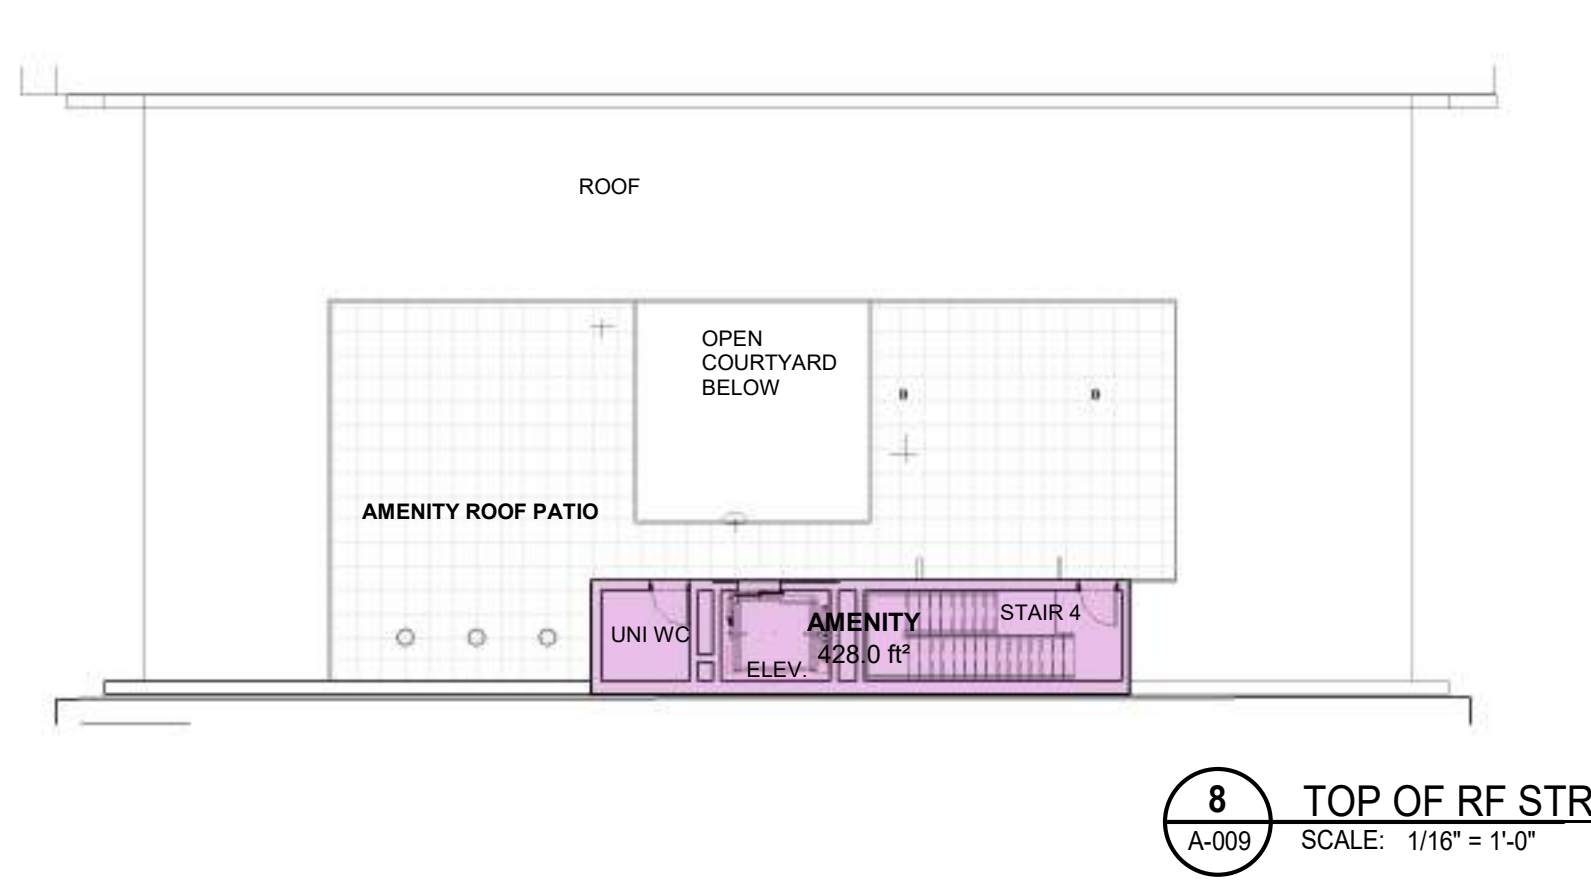 ROOF
OPEN
COURTYARD
BELOW
AMENITY ROOF PATIO
UNI WC
ELEV.
AMENITY
428.0 ft²
STAIR 4
8
A-009
TOP OF RF STR
SCALE: 1/16" = 1'-0"